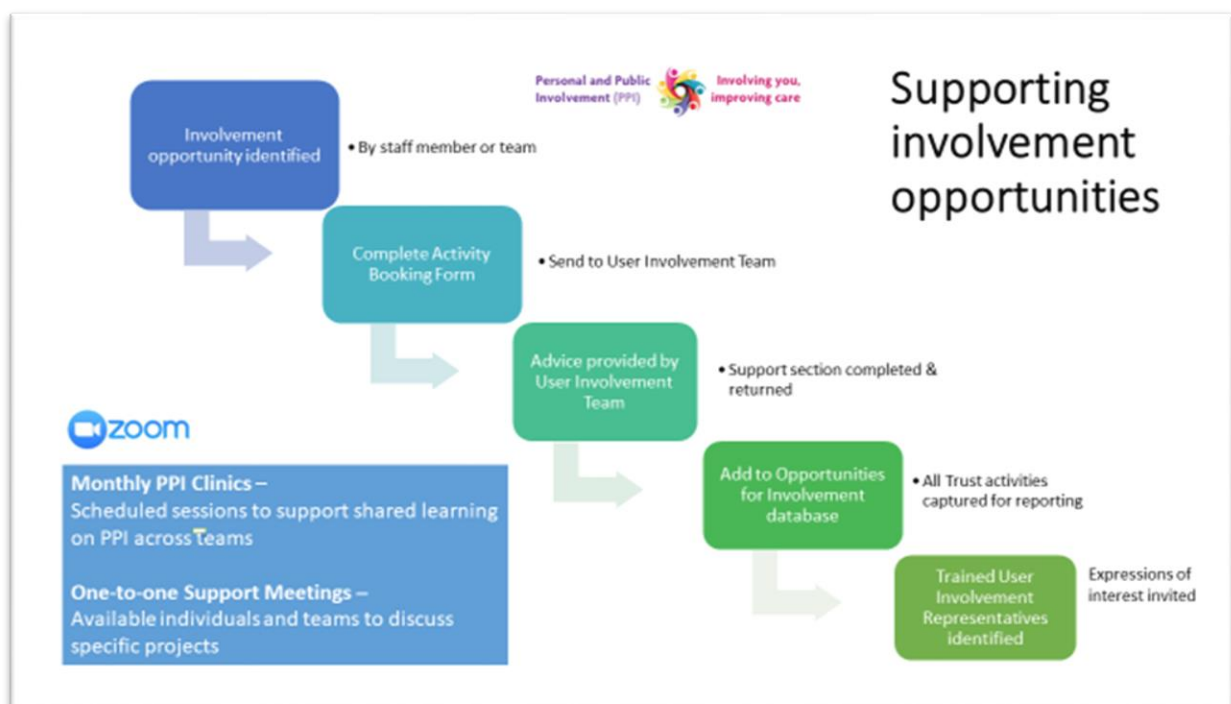 Personal and Public
Involvement (PPI)
Involving you,
improving care
Supporting
involvement
opportunities
Involvement
opportunity identified
• By staff member or team
Complete Activity
Booking Form
• Send to User Involvement Team
Advice provided by
User Involvement
Team
• Support section completed &
returned
Add to Opportunities
for Involvement
database
• All Trust activities
captured for reporting
Trained User
Involvement
Representatives
identified
Expressions of
interest invited
zoom
Monthly PPI Clinics –
Scheduled sessions to support shared learning
on PPI across teams
One-to-one Support Meetings –
Available individuals and teams to discuss
specific projects